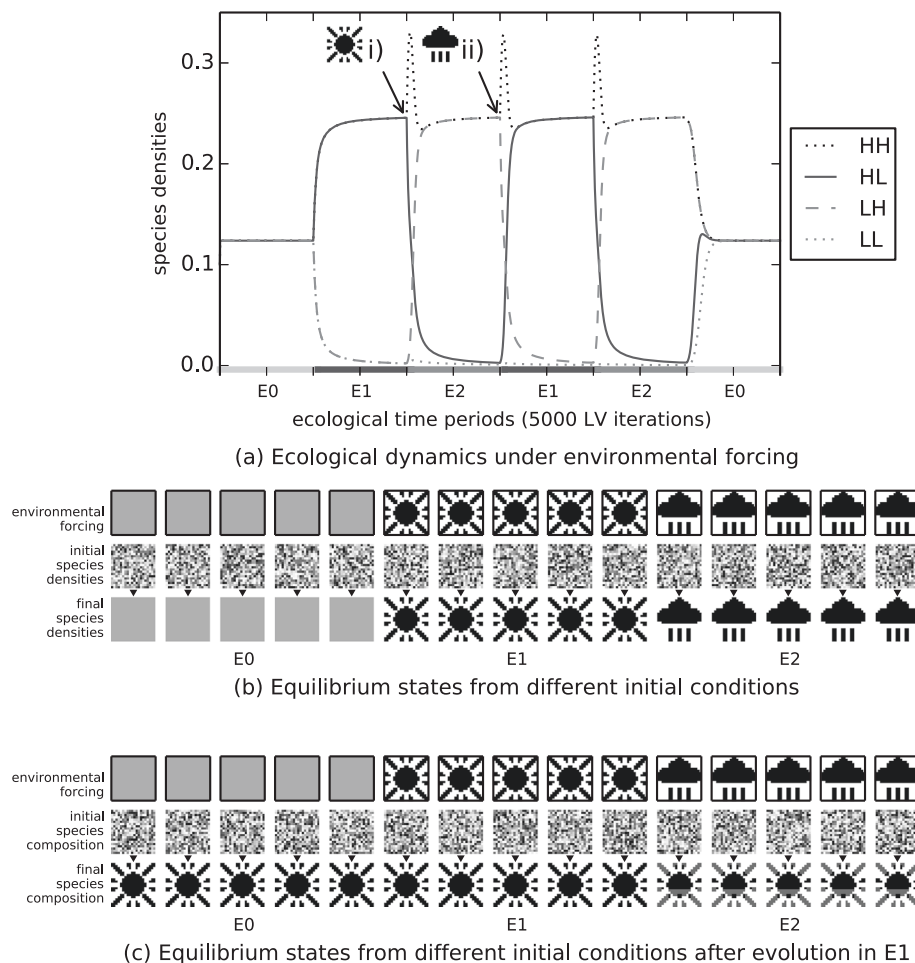 0.3
0.2
0.1
0.0
species densities
i)
ii)
HH
HL
LH
LL
E0 E1 E2 E1 E2 E0
ecological time periods (5000 LV iterations)
(a) Ecological dynamics under environmental forcing
environmental
forcing
initial
species
densities
final
species
densities
E0 E1 E2
(b) Equilibrium states from different initial conditions
environmental
forcing
initial
species
composition
final
species
composition
E0 E1 E2
(c) Equilibrium states from different initial conditions after evolution in E1